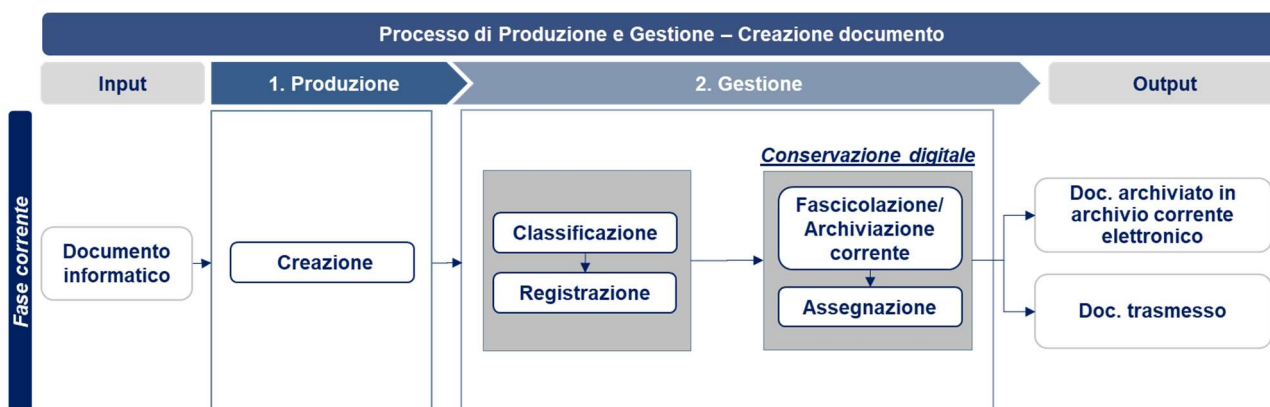 Processo di Produzione e Gestione – Creazione documento
Input
1. Produzione
2. Gestione
Output
Fase corrente
Documento
informatico
Creazione
Classificazione
Registrazione
Conservazione digitale
Fascicolazione/
Archiviazione
corrente
Assegnazione
Doc. archiviato in
archivio corrente
elettronico
Doc. trasmesso